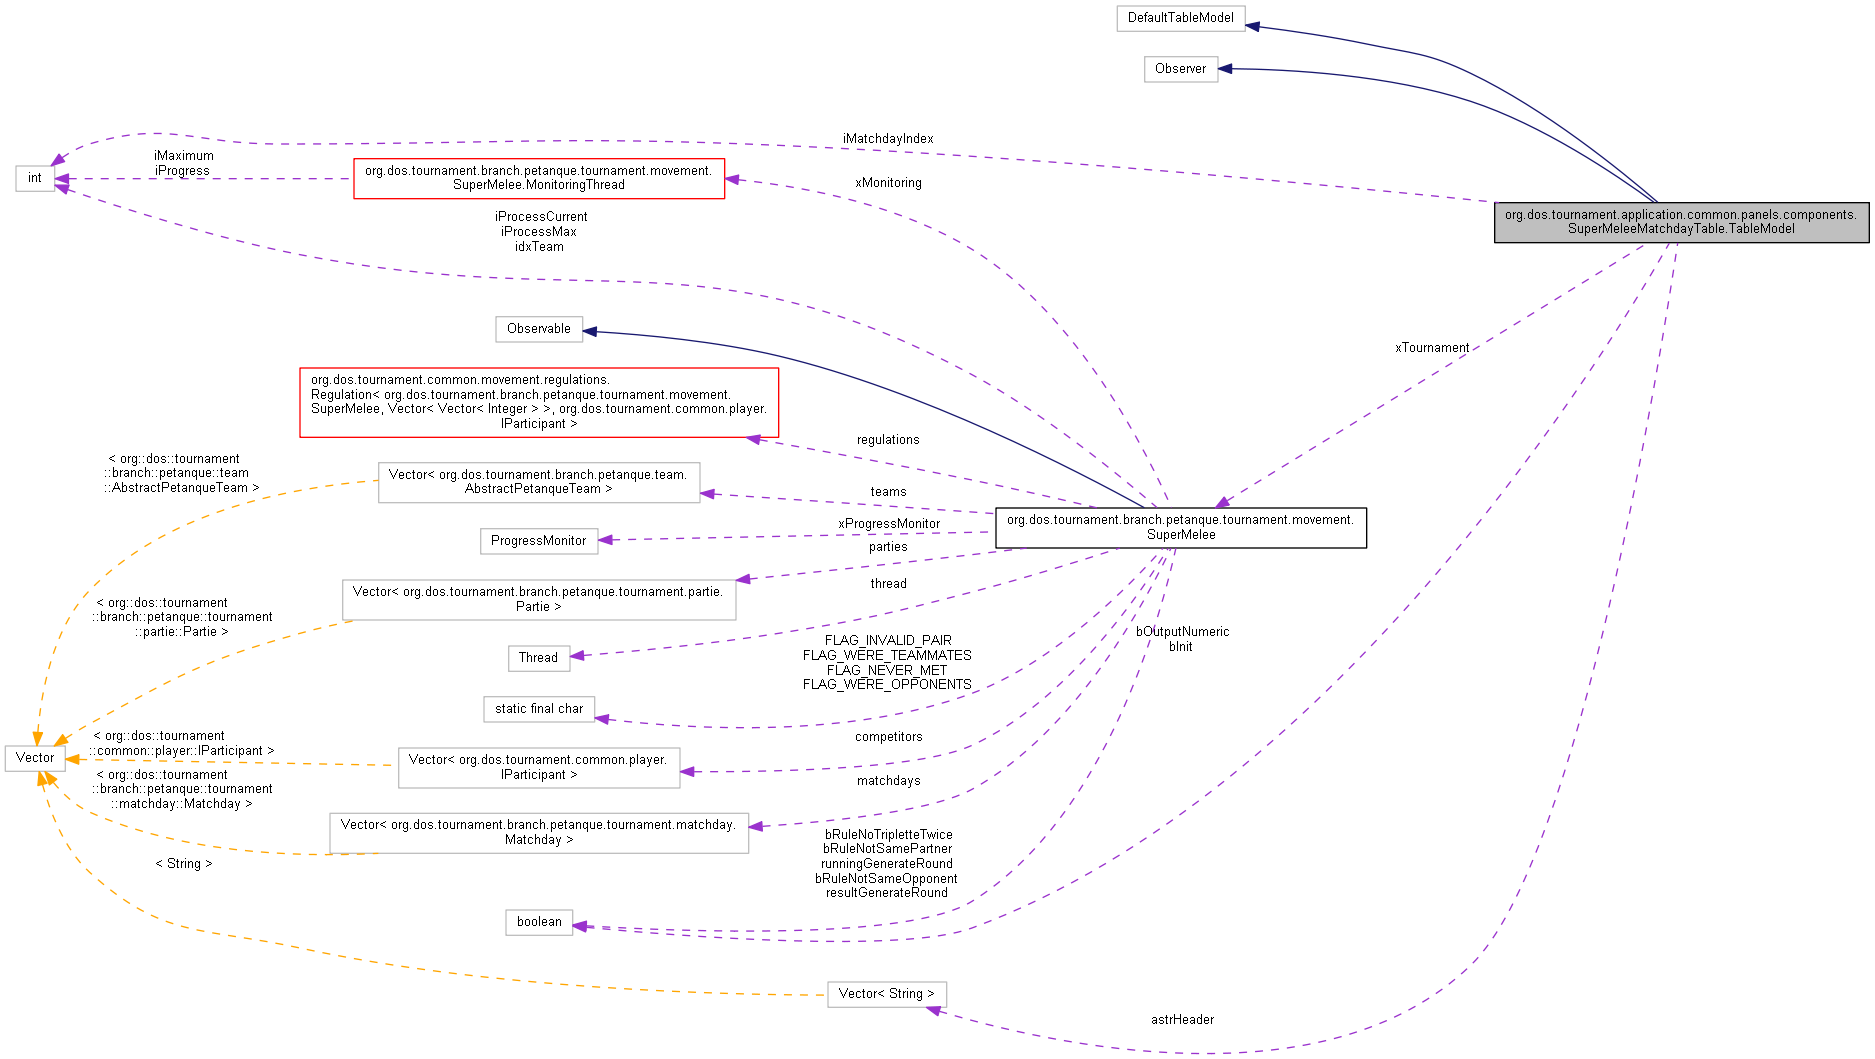 DefaultTableModel
Observer
iMatchdayIndex
iMaximum
iProgress
int
org.dos.tournament.branch.petanque.tournament.movement.
SuperMelee.MonitoringThread
xMonitoring
org.dos.tournament.application.common.panels.components.
SuperMeleeMatchdayTable.TableModel
iProcessCurrent
iProcessMax
idxTeam
Observable
xTournament
org.dos.tournament.common.movement.regulations.
Regulation< org.dos.tournament.branch.petanque.tournament.movement.
SuperMelee, Vector< Vector< Integer > >, org.dos.tournament.common.player.
IParticipant >
regulations
< org::dos::tournament
::branch::petanque::team
::AbstractPetanqueTeam >
Vector< org.dos.tournament.branch.petanque.team.
AbstractPetanqueTeam >
teams
org.dos.tournament.branch.petanque.tournament.movement.
SuperMelee
xProgressMonitor
ProgressMonitor
parties
Vector< org.dos.tournament.branch.petanque.tournament.partie.
Partie >
thread
< org::dos::tournament
::branch::petanque::tournament
::partie::Partie >
Thread
FLAG_INVALID_PAIR
FLAG_WERE_TEAMMATES
FLAG_NEVER_MET
FLAG_WERE_OPPONENTS
bOutputNumeric
bInit
static final char
< org::dos::tournament
::common::player::IParticipant >
Vector
competitors
Vector< org.dos.tournament.common.player.
IParticipant >
< org::dos::tournament
::branch::petanque::tournament
::matchday::Matchday >
matchdays
Vector< org.dos.tournament.branch.petanque.tournament.matchday.
Matchday >
< String >
bRuleNoTripletteTwice
bRuleNotSamePartner
runningGenerateRound
bRuleNotSameOpponent
resultGenerateRound
boolean
Vector< String >
astrHeader